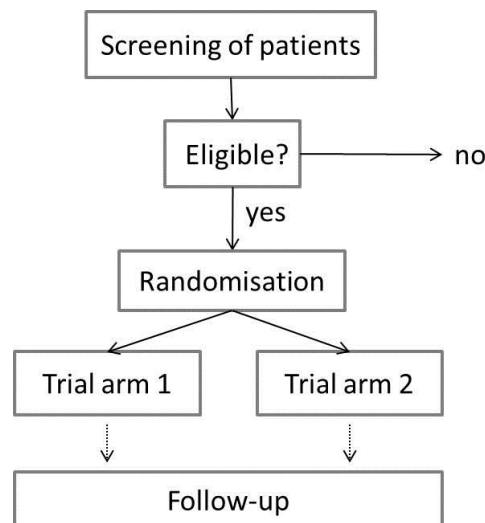 Screening of patients
Eligible?
no
yes
Randomisation
Trial arm 1
Trial arm 2
Follow-up